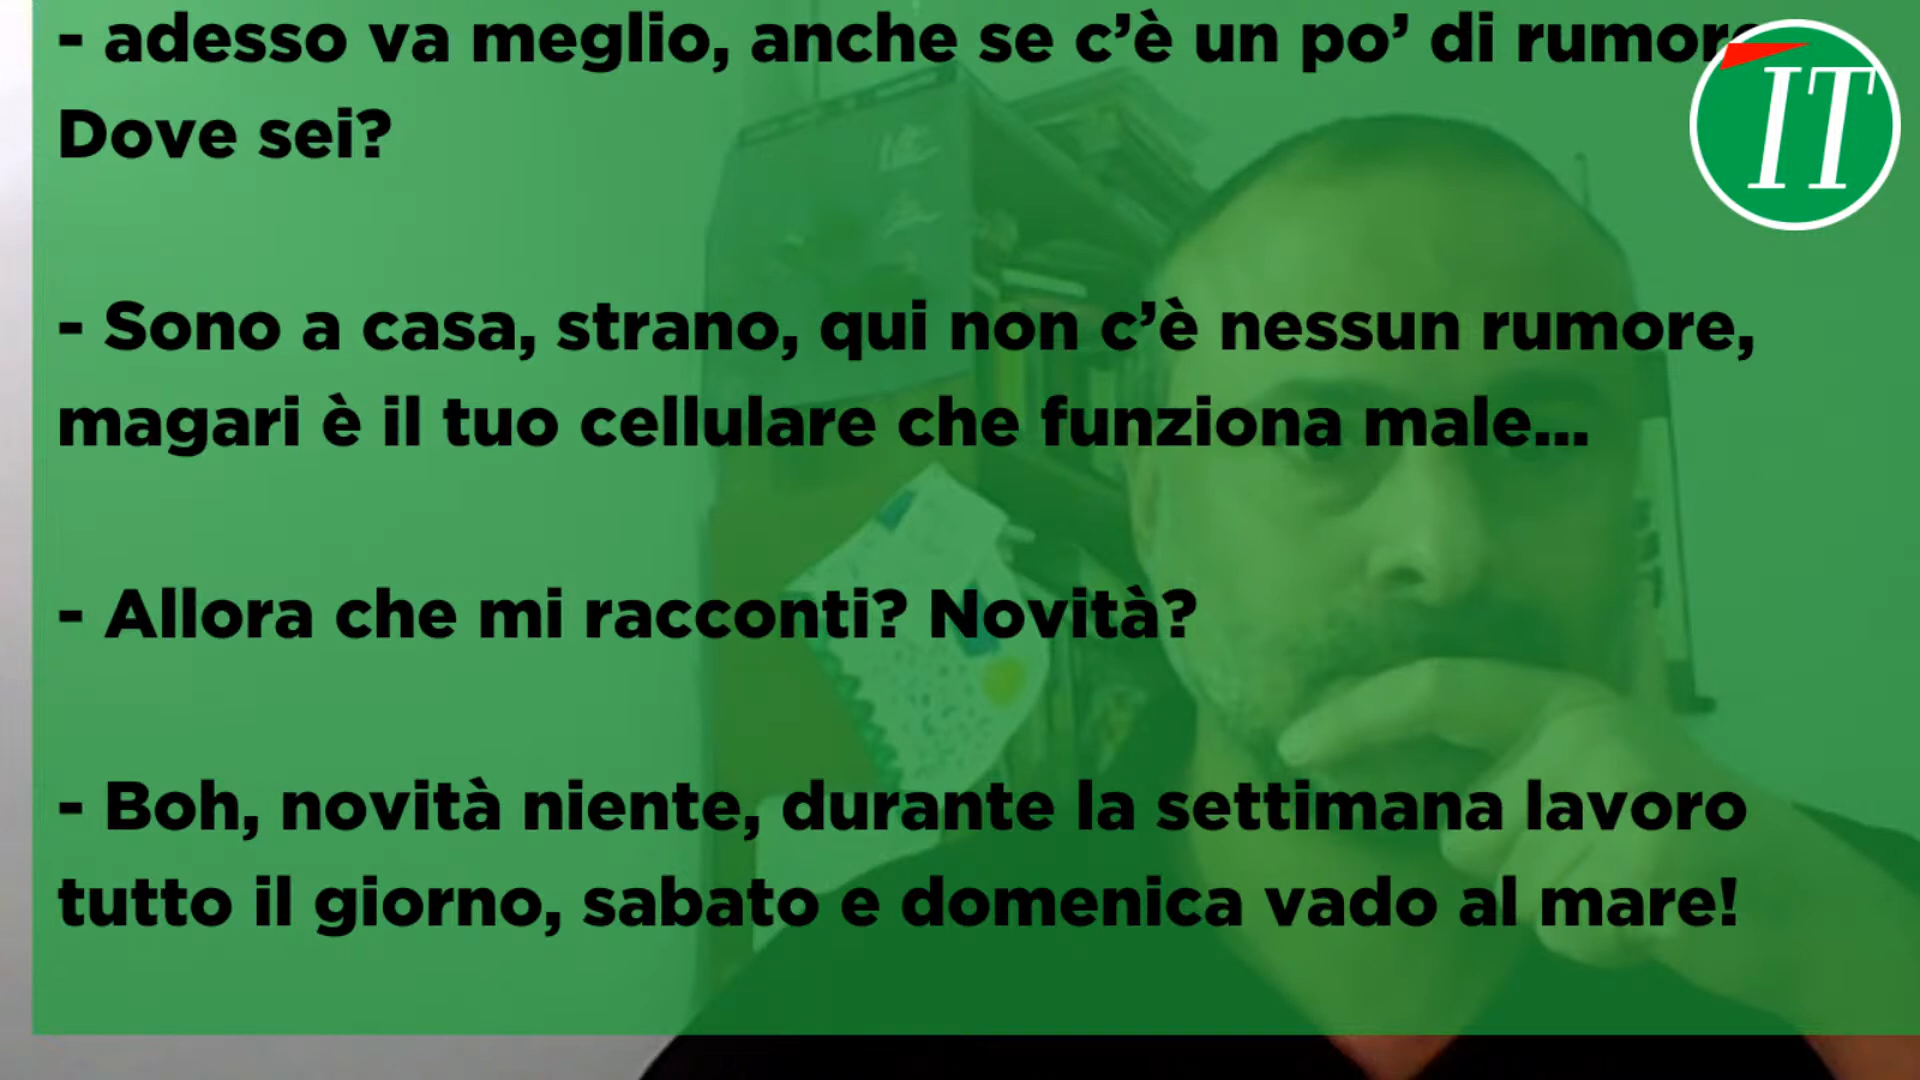 - adesso va meglio, anche se c’è un po’ di rumore
Dove sei?
- Sono a casa, strano, qui non c’è nessun rumore,
magari è il tuo cellulare che funziona male...
- Allora che mi racconti? Novità?
- Boh, novità niente, durante la settimana lavoro
tutto il giorno, sabato e domenica vado al mare!
IT